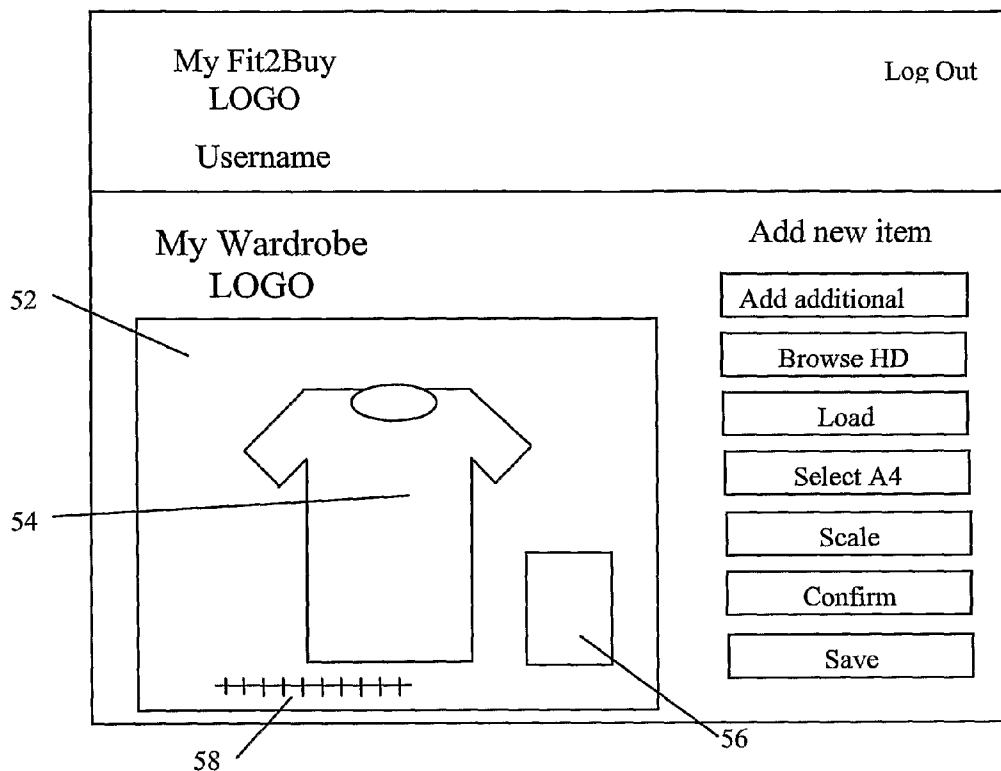 My Fit2Buy
LOGO
Log Out
Username
My Wardrobe
LOGO
Add new item
Add additional
Browse HD
Load
Select A4
Scale
Confirm
Save
52
54
56
58